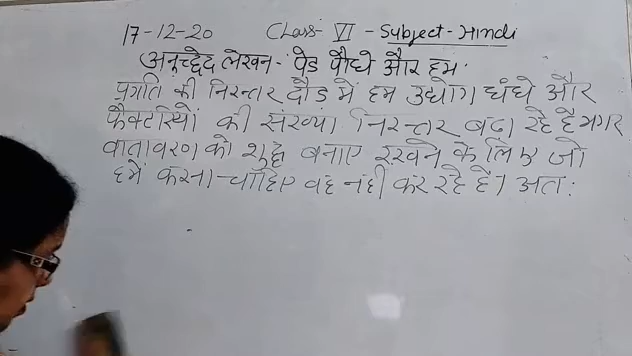 17-12-20 Class- VI - Subject- Hindi
अनुच्छेद लेखन- पेड पौधे और हम.
प्रगति की निरन्तर दौड में हम उद्योग धंधे और
फैक्टरियों की संख्या निरन्तर बढा रहे हैं मगर
वातावरण को शुद्ध बनाए रखने के लिए जो
हमें करना चाहिए वह नही कर रहे हैं। अतः